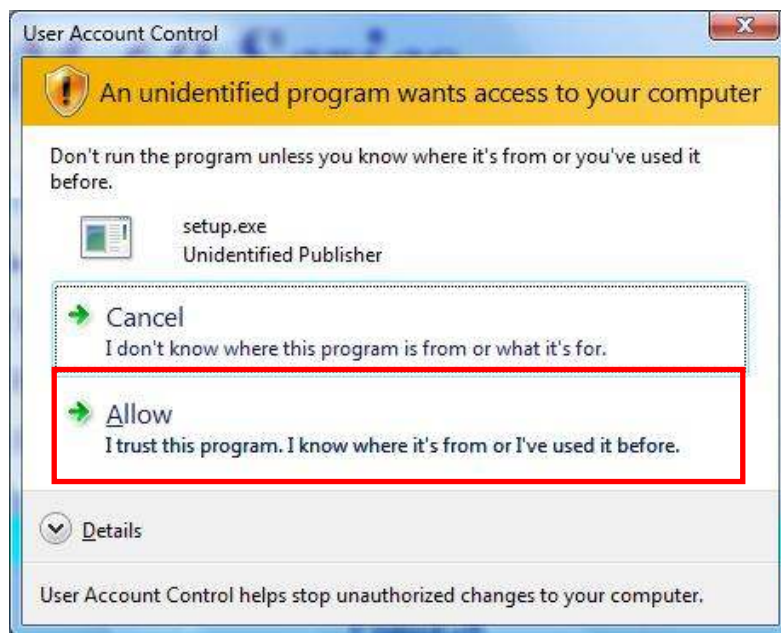 User Account Control
An unidentified program wants access to your computer
Don't run the program unless you know where it's from or you've used it
before.
setup.exe
Unidentified Publisher
Cancel
I don't know where this program is from or what it's for.
Allow
I trust this program. I know where it's from or I've used it before.
Details
User Account Control helps stop unauthorized changes to your computer.